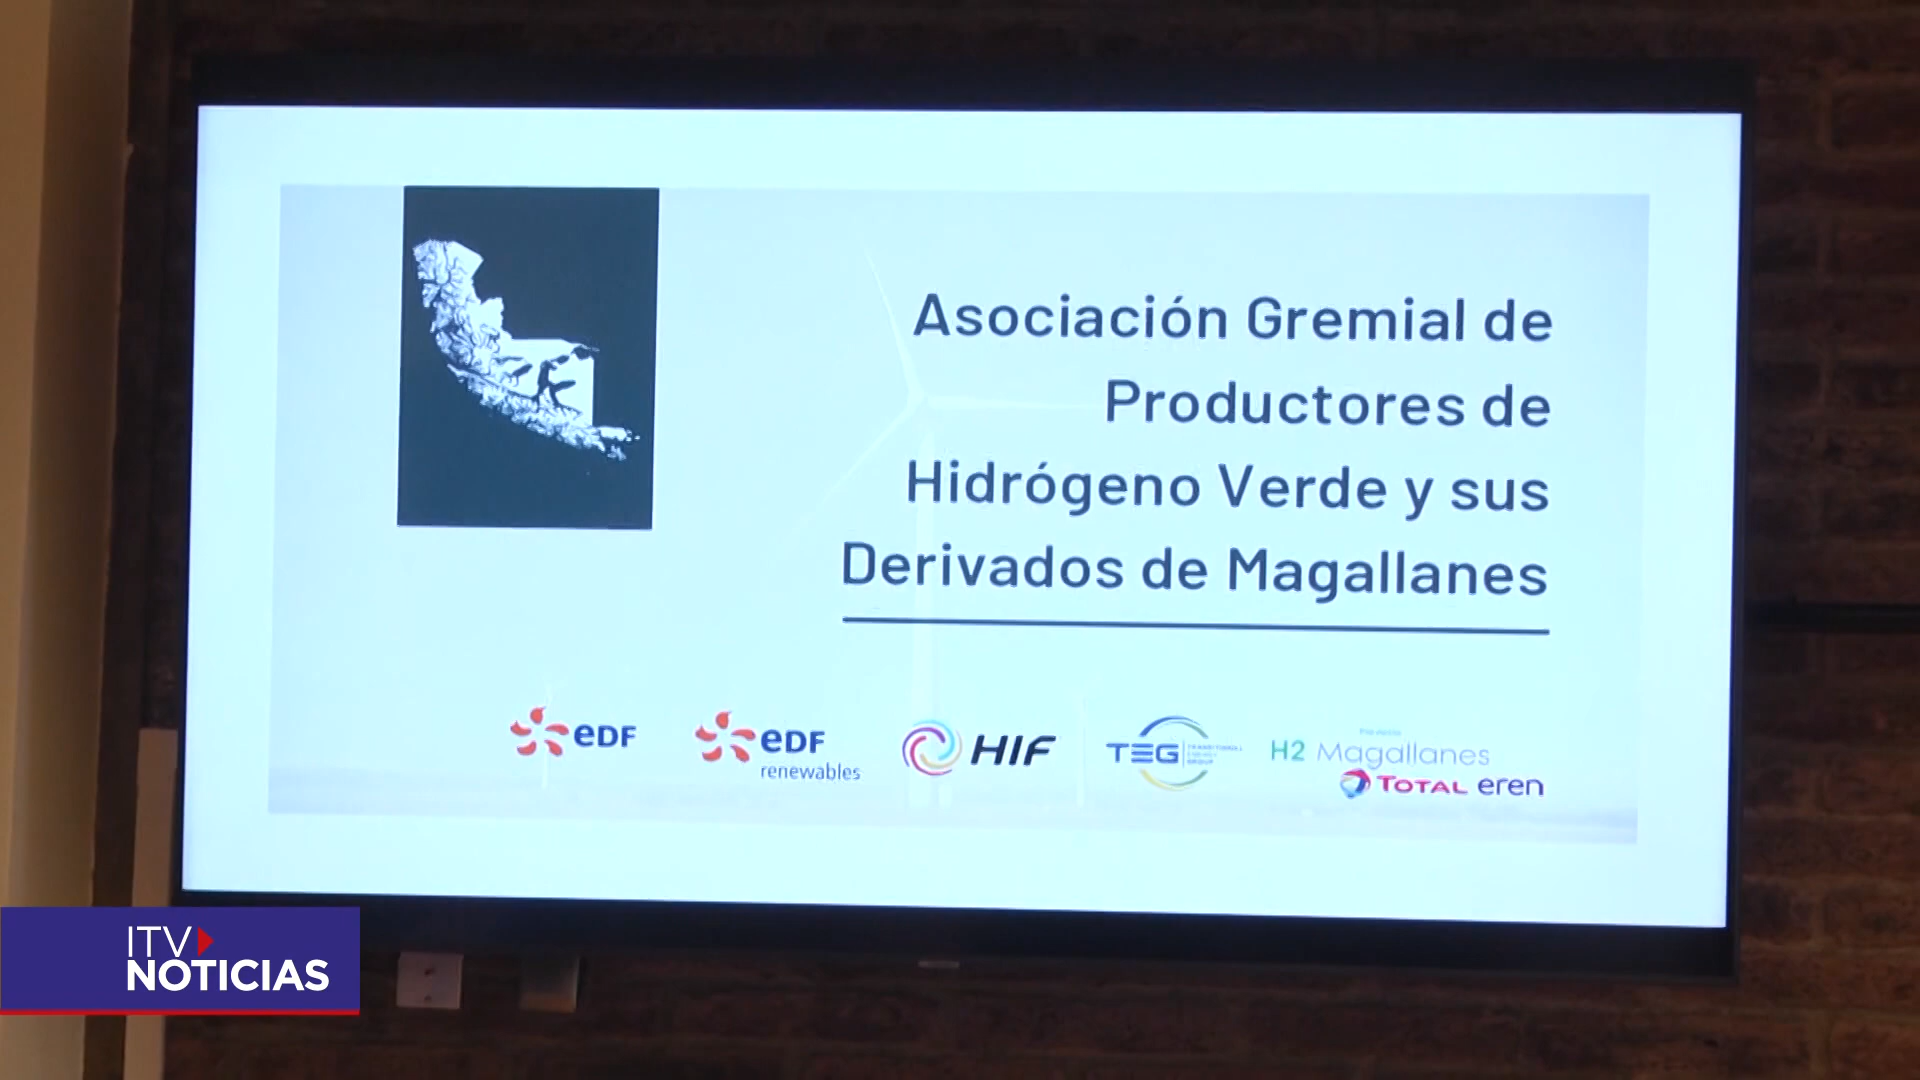 Asociación Gremial de
Productores de
Hidrógeno Verde y sus
Derivados de Magallanes
eDF
eDF
renewables
HIF
TEG
H2 Magallanes
TOTAL eren
ITV
NOTICIAS